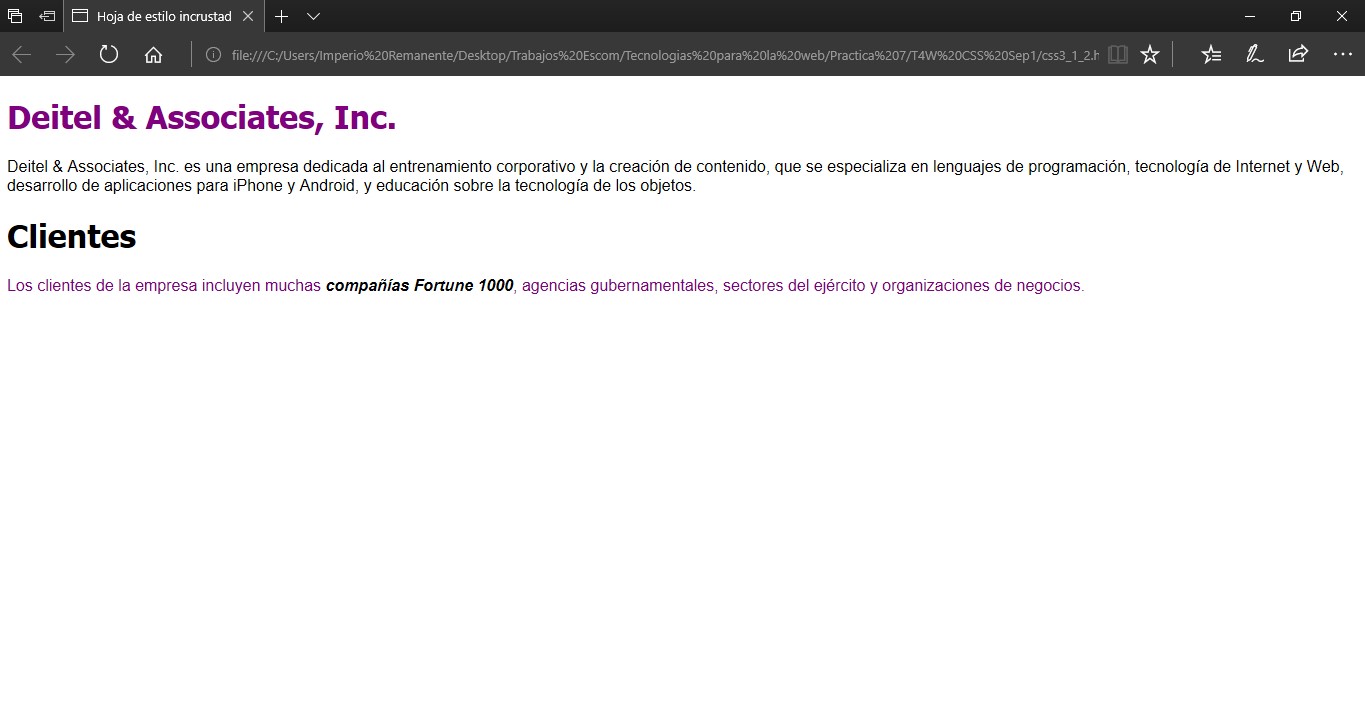 Hoja de estilo incrustad
file:///C:/Users/Imperio%20Remanente/Desktop/Trabajos%20Escom/Tecnologias%20para%20la%20web/Practica%207/T4W%20CSS%20Sep1/css3_1_2.h
Deitel & Associates, Inc.
Deitel & Associates, Inc. es una empresa dedicada al entrenamiento corporativo y la creación de contenido, que se especializa en lenguajes de programación, tecnología de Internet y Web,
desarrollo de aplicaciones para iPhone y Android, y educación sobre la tecnología de los objetos.
Clientes
Los clientes de la empresa incluyen muchas compañías Fortune 1000, agencias gubernamentales, sectores del ejército y organizaciones de negocios.